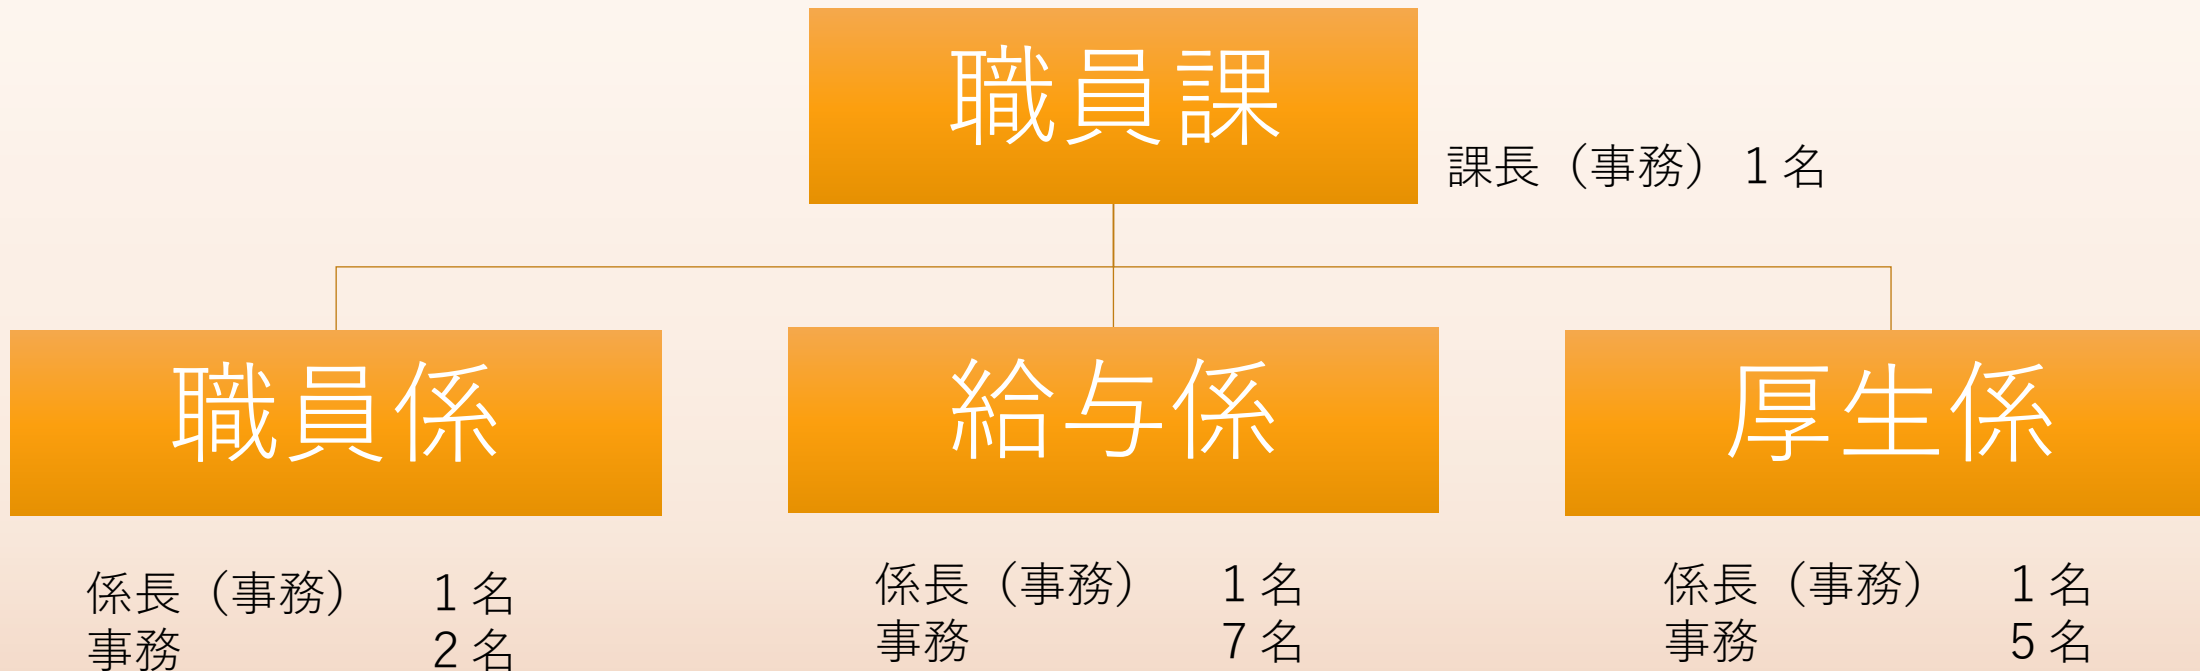 職員課
課長（事務）１名
職員係
給与係
厚生係
係長（事務）　１名
事務　２名
係長（事務）　１名
事務　７名
係長（事務）　１名
事務　５名